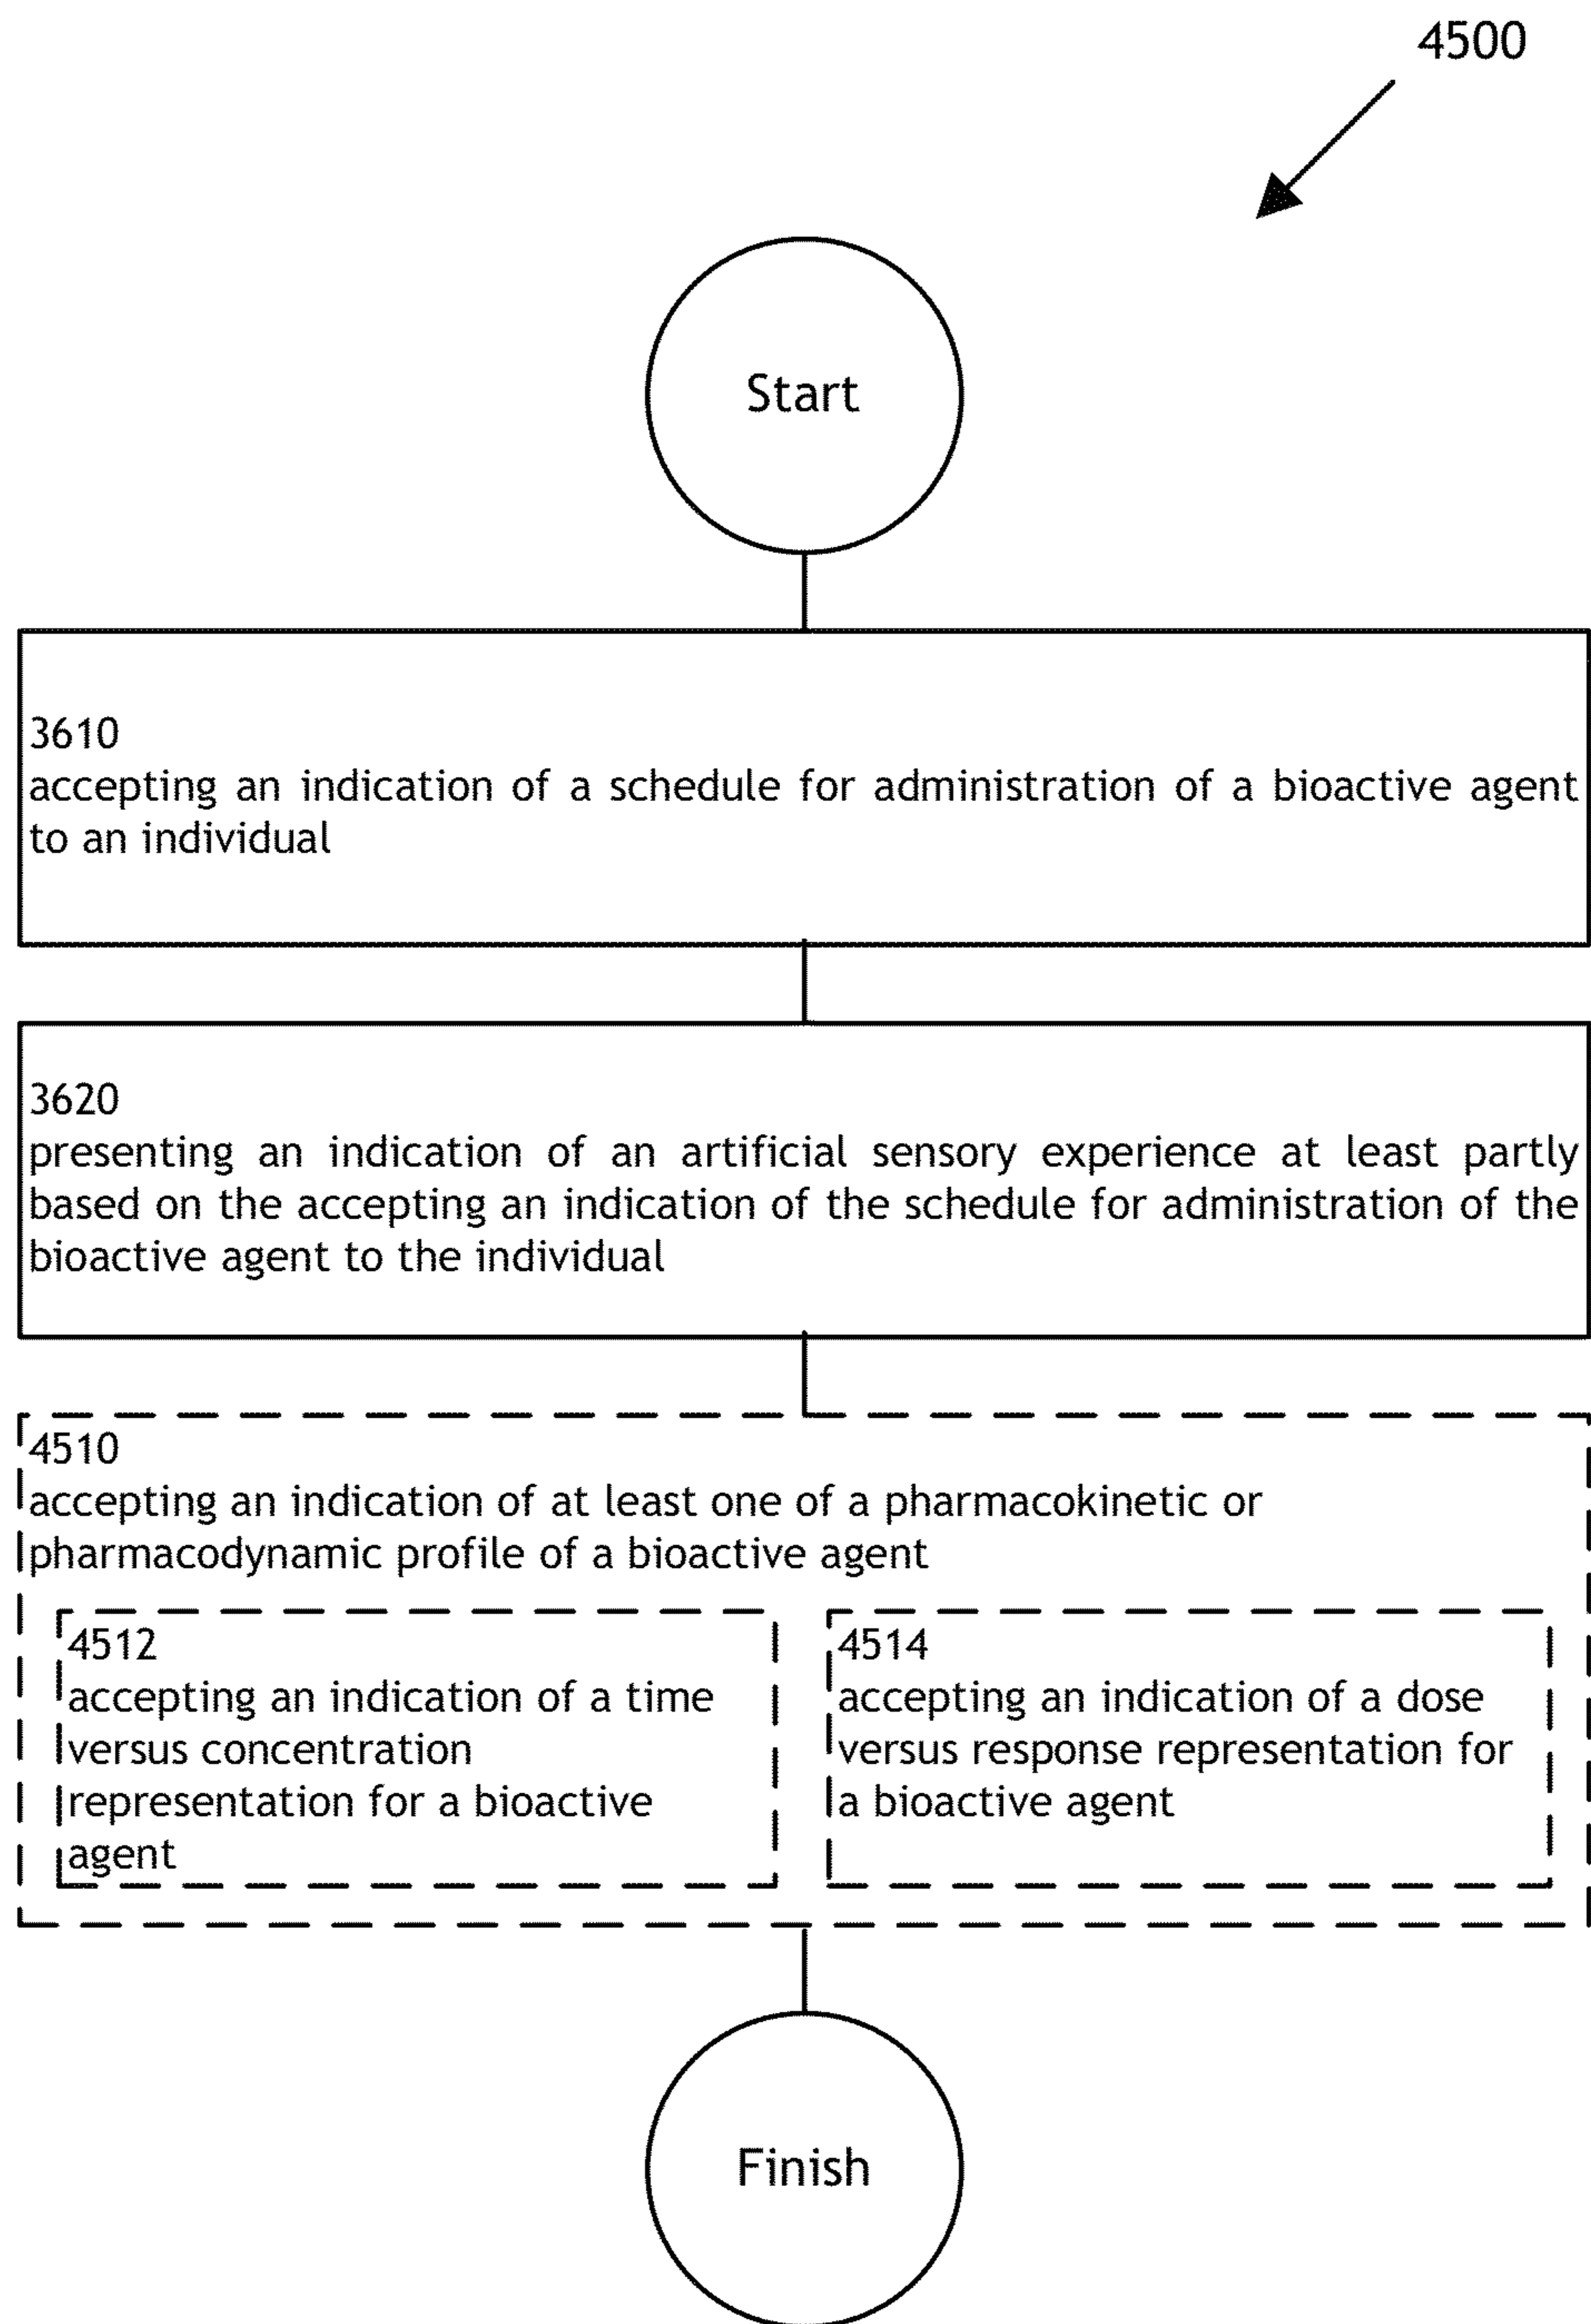 4500
Start
3610
accepting an indication of a schedule for administration of a bioactive agent
to an individual
3620
presenting an indication of an artificial sensory experience at least partly
based on the accepting an indication of the schedule for administration of the
bioactive agent to the individual
4510
accepting an indication of at least one of a pharmacokinetic or
pharmacodynamic profile of a bioactive agent
4512
accepting an indication of a time
versus concentration
representation for a bioactive
agent
4514
accepting an indication of a dose
versus response representation for
a bioactive agent
Finish